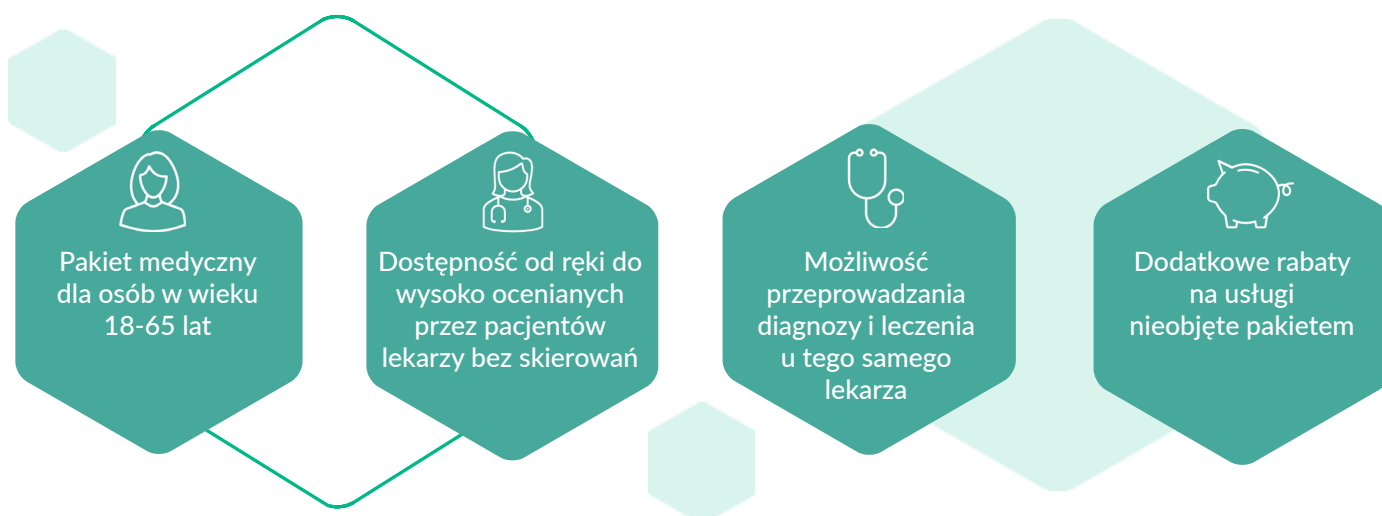 Pakiet medyczny
dla osób w wieku
18-65 lat
Dostępność od ręki do
wysoko ocenianych
przez pacjentów
lekarzy bez skierowań
Możliwość
przeprowadzania
diagnozy i leczenia
u tego samego
lekarza
Dodatkowe rabaty
na usługi
nieobjęte pakietem